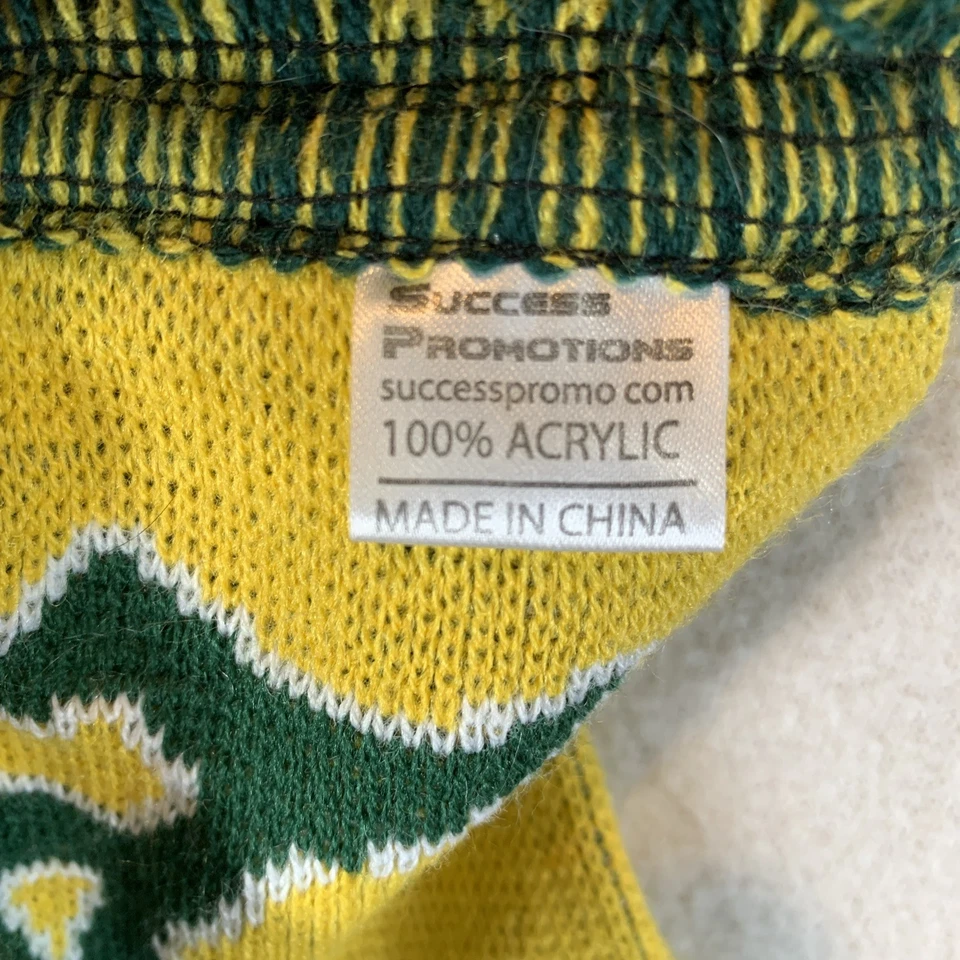 SUCCESS
PROMOTIONS
successpromo com
100% ACRYLIC
MADE IN CHINA